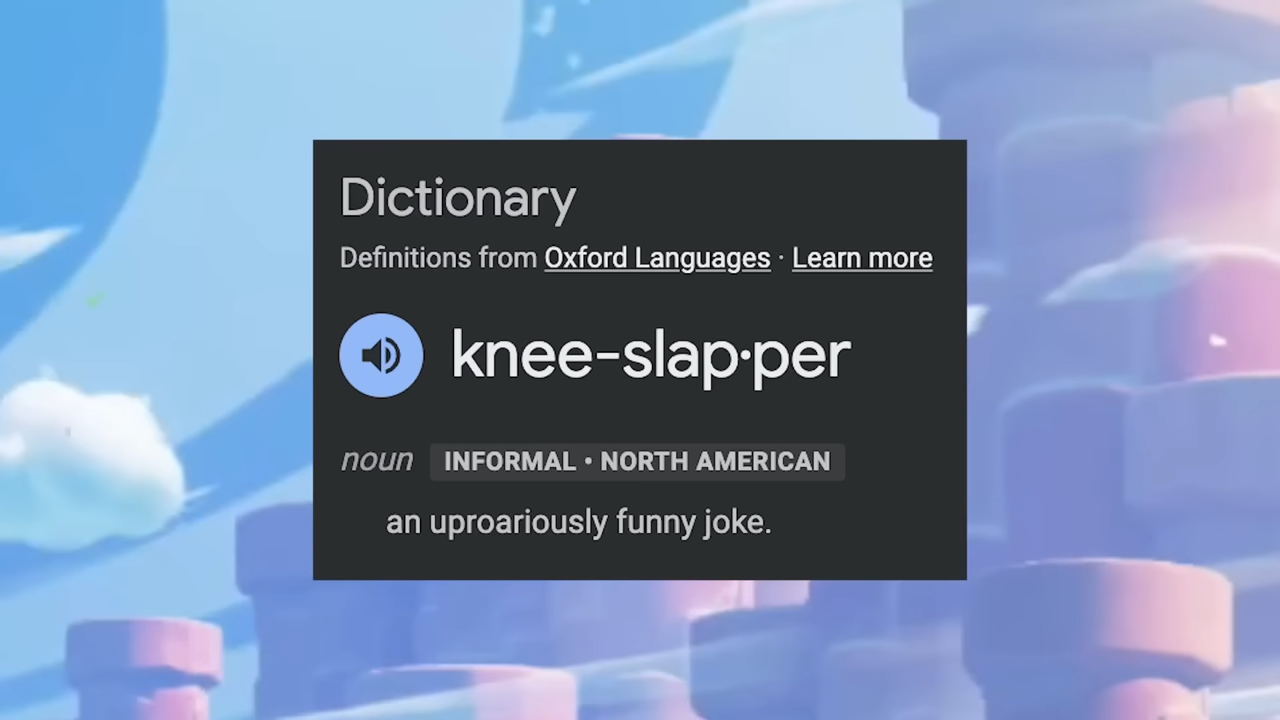 Dictionary
Definitions from Oxford Languages · Learn more
knee-slap·per
noun INFORMAL • NORTH AMERICAN
an uproariously funny joke.